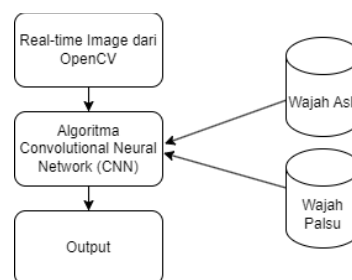 Real-time Image dari
OpenCV
Algoritma
Convolutional Neural
Network (CNN)
Output
Wajah Asli
Wajah
Palsu